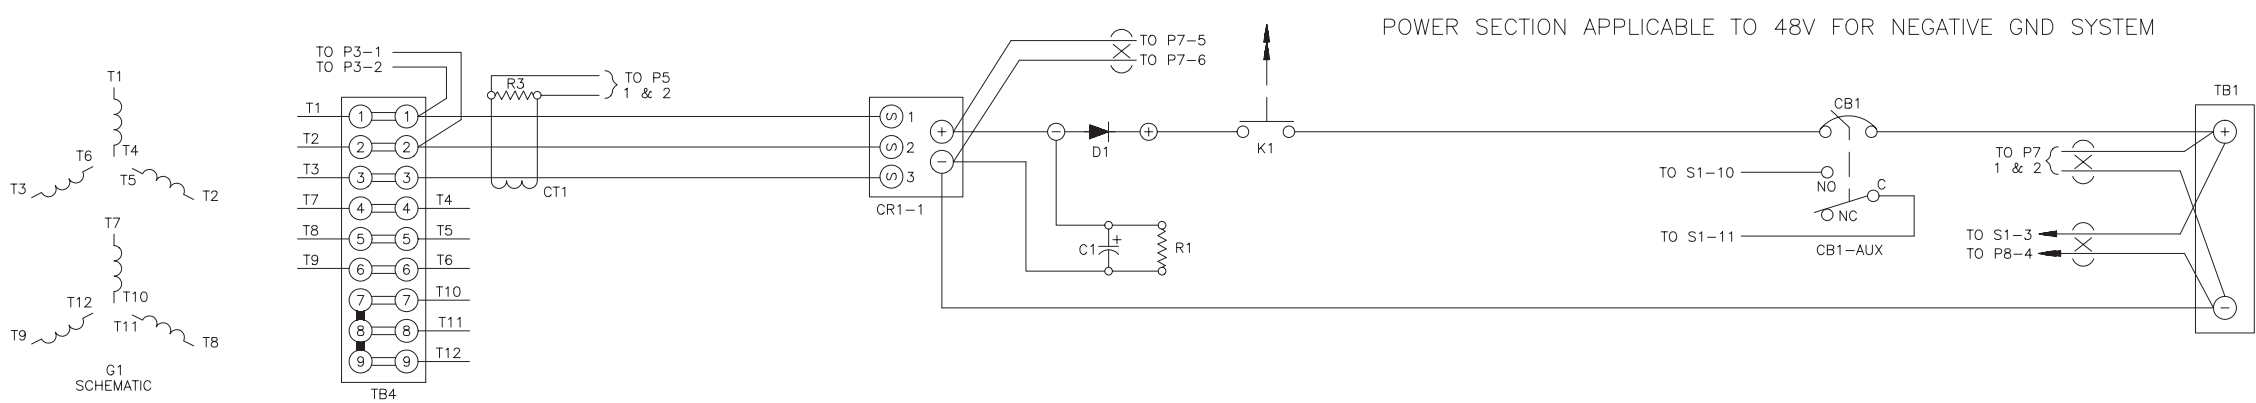 POWER SECTION APPLICABLE TO 48V FOR NEGATIVE GND SYSTEM
TO P3-1
TO P3-2
R3
TO P5
1 & 2
TO P7-5
TO P7-6
T1
T6
T4
T3
T5
T2
T7
T12
T10
T9
T11
T8
G1
SCHEMATIC
T1 1 1
T2 2 2
T3 3 3
T7 4 4 T4
T8 5 5 T5
T9 6 6 T6
7 7 T10
8 8 T11
9 9 T12
TB4
CT1
S 1
S 2
S 3
+
−
CR1-1
−
D1
+
K1
C1
+
R1
CB1
TO S1-10
NO
C
NC
TO S1-11
CB1-AUX
TB1
+
TO P7
1 & 2
TO S1-3
TO P8-4
−